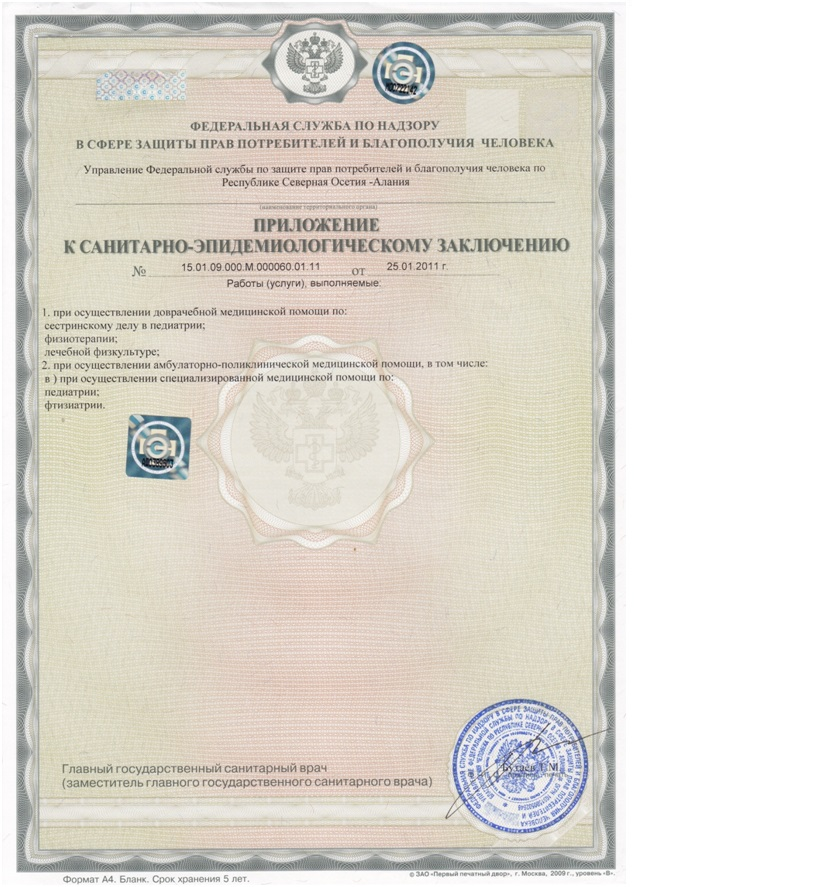 ФЕДЕРАЛЬНАЯ СЛУЖБА ПО НАДЗОРУ
В СФЕРЕ ЗАЩИТЫ ПРАВ ПОТРЕБИТЕЛЕЙ И БЛАГОПОЛУЧИЯ ЧЕЛОВЕКА
Управление Федеральной службы по защите прав потребителей и благополучия человека по
Республике Северная Осетия -Алания
(наименование территориального органа)
ПРИЛОЖЕНИЕ
К САНИТАРНО-ЭПИДЕМИОЛОГИЧЕСКОМУ ЗАКЛЮЧЕНИЮ
№ 15.01.09.000.М.000060.01.11 от 25.01.2011 г.
Работы (услуги), выполняемые:
1. при осуществлении доврачебной медицинской помощи по:
сестринскому делу в педиатрии;
физиотерапии;
лечебной физкультуре;
2. при осуществлении амбулаторно-поликлинической медицинской помощи, в том числе:
в ) при осуществлении специализированной медицинской помощи по:
педиатрии;
фтизиатрии.
Главный государственный санитарный врач
(заместитель главного государственного санитарного врача)
Формат А4. Бланк. Срок хранения 5 лет.
© ЗАО «Первый печатный двор», г. Москва, 2009 г., уровень «В».